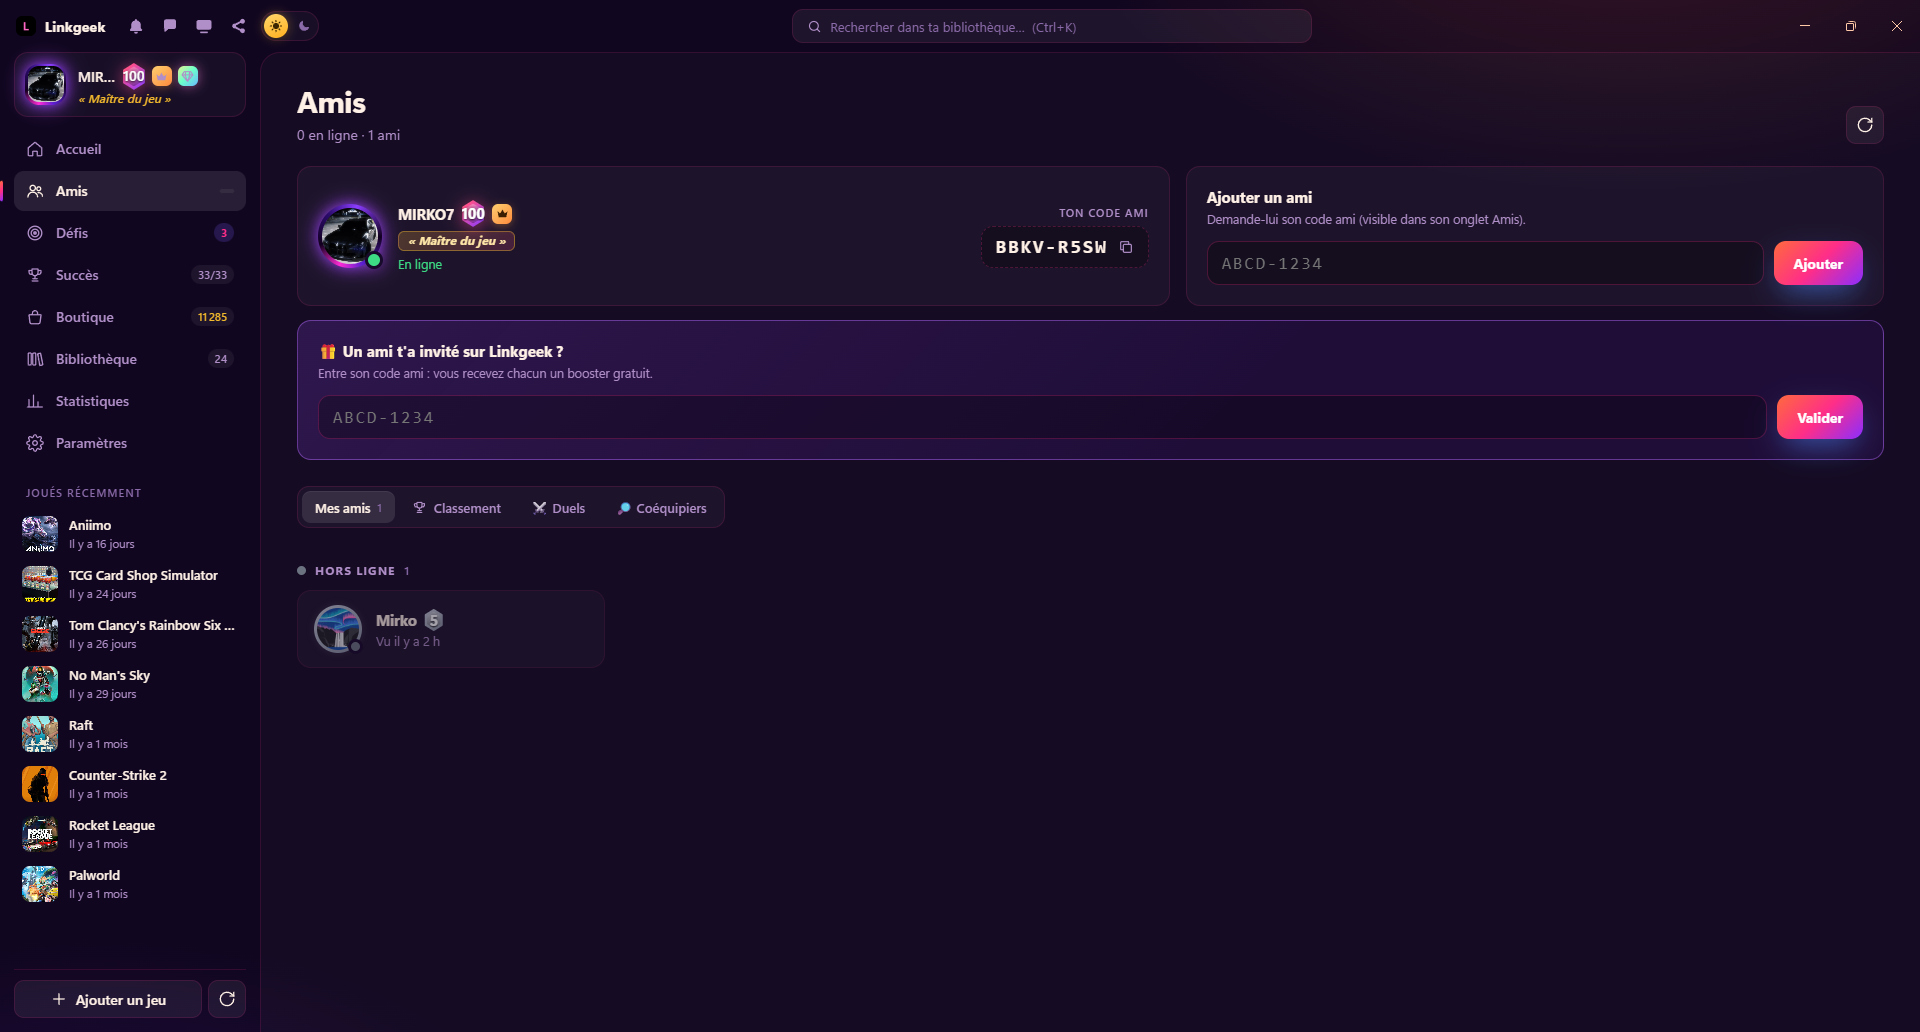 Linkgeek
Rechercher dans ta bibliothèque... (Ctrl+K)
MIR... 100
« Maître du jeu »
Accueil
Amis
Défis 3
Succès 33/33
Boutique 11285
Bibliothèque 24
Statistiques
Paramètres
JOUÉS RÉCEMMENT
Aniimo
Il y a 16 jours
TCG Card Shop Simulator
Il y a 24 jours
Tom Clancy's Rainbow Six ...
Il y a 26 jours
No Man's Sky
Il y a 29 jours
Raft
Il y a 1 mois
Counter-Strike 2
Il y a 1 mois
Rocket League
Il y a 1 mois
Palworld
Il y a 1 mois
+ Ajouter un jeu
Amis
0 en ligne · 1 ami
MIRKO7 100
« Maître du jeu »
En ligne
TON CODE AMI
BBKV-R5SW
Ajouter un ami
Demande-lui son code ami (visible dans son onglet Amis).
ABCD-1234
Ajouter
Un ami t'a invité sur Linkgeek ?
Entre son code ami : vous recevez chacun un booster gratuit.
ABCD-1234
Valider
Mes amis 1
Classement
Duels
Coéquipiers
HORS LIGNE 1
Mirko 5
Vu il y a 2 h